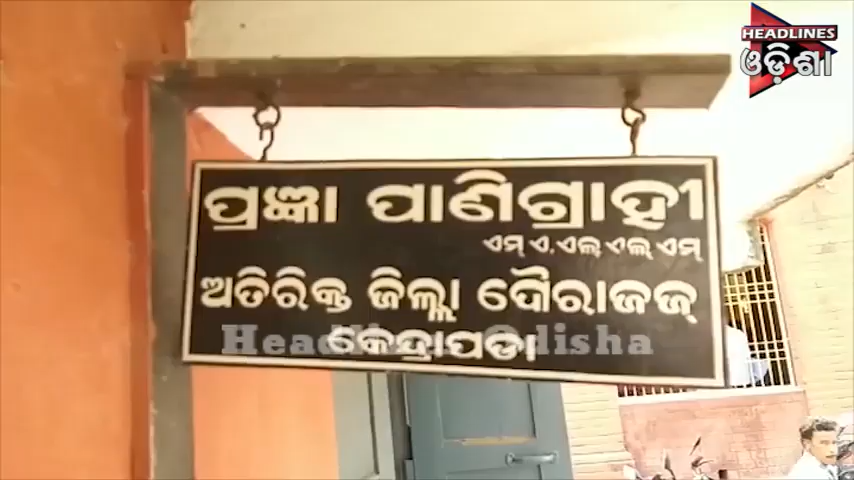 HEADLINES
ଓଡ଼ିଶା
ପ୍ରଜ୍ଞା ପାଣିଗ୍ରାହୀ
ଏମ୍.ଏ.ଏଲ୍ ଏଲ୍ ଏମ୍
ଅତିରିକ୍ତ ଜିଲ୍ଲା ଦୌରାଜଜ୍
କେନ୍ଦ୍ରାପଡା
Headlines Odisha